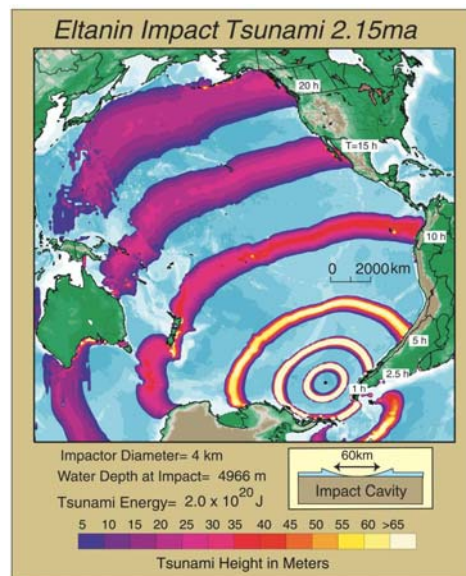 Eltanin Impact Tsunami 2.15ma
20 h
T=15 h
10 h
0 2000km
5 h
2.5 h
1 h
Impactor Diameter= 4 km
Water Depth at Impact= 4966 m
Tsunami Energy= 2.0 x 10²⁰ J
60km
Impact Cavity
5 10 15 20 25 30 35 40 45 50 55 60 >65
Tsunami Height in Meters